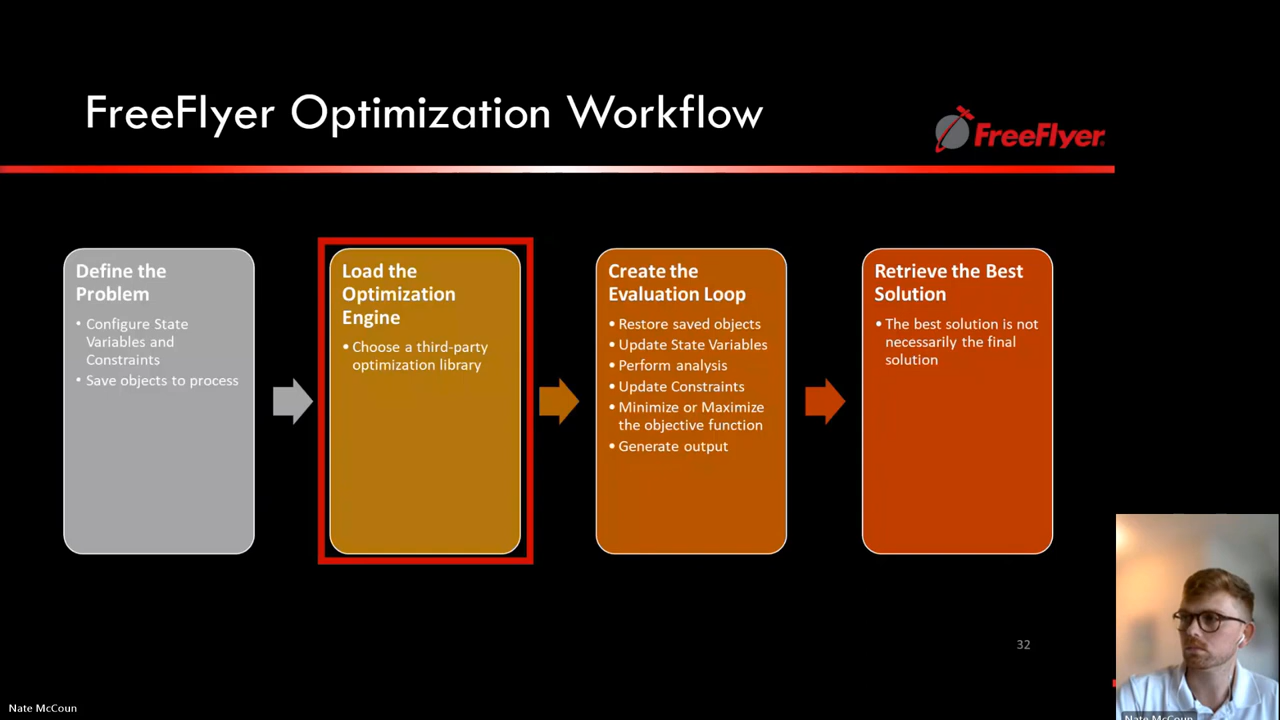 FreeFlyer Optimization Workflow
FreeFlyer
Define the
Problem
• Configure State
Variables and
Constraints
• Save objects to process
Load the
Optimization
Engine
• Choose a third-party
optimization library
Create the
Evaluation Loop
• Restore saved objects
• Update State Variables
• Perform analysis
• Update Constraints
• Minimize or Maximize
the objective function
• Generate output
Retrieve the Best
Solution
• The best solution is not
necessarily the final
solution
32
Nate McCoun
Nate McCoun